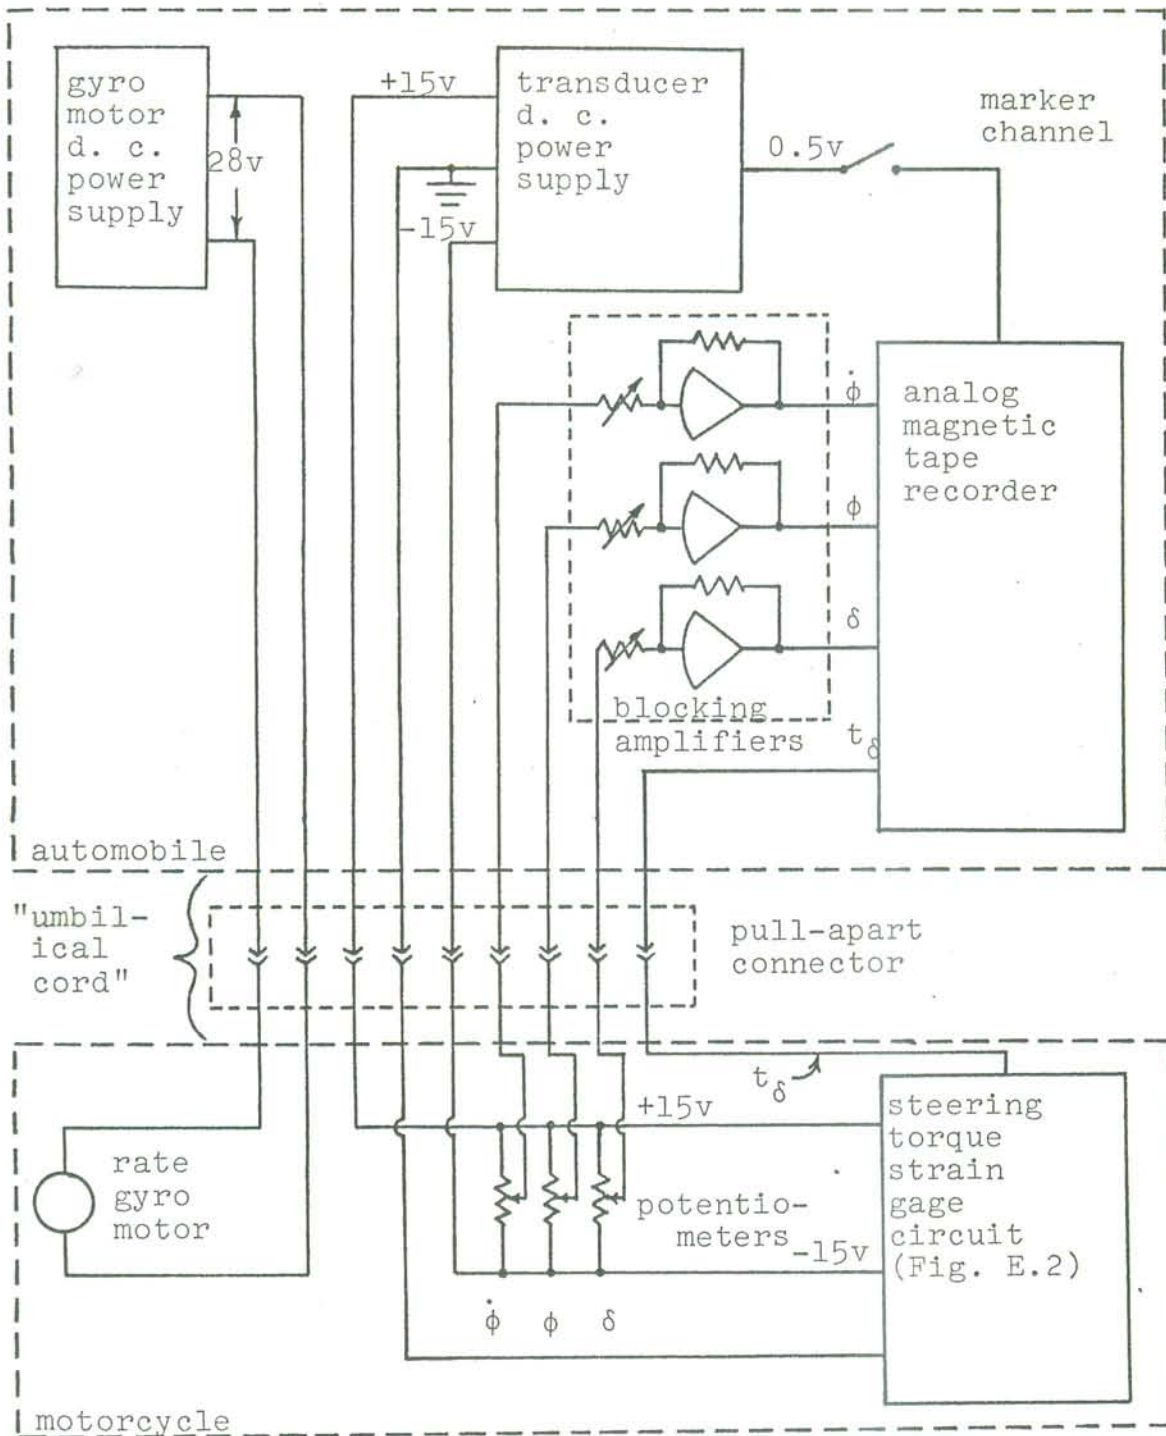 gyro
motor
d. c.
power
supply
28v
+15v
-15v
transducer
d. c.
power
supply
0.5v
marker
channel
analog
magnetic
tape
recorder
φ̇
φ
δ
t_δ
blocking
amplifiers
automobile
"umbil-
ical
cord"
pull-apart
connector
t_δ
+15v
steering
torque
strain
gage
circuit
(Fig. E.2)
rate
gyro
motor
potentio-
meters
-15v
φ̇ φ δ
motorcycle